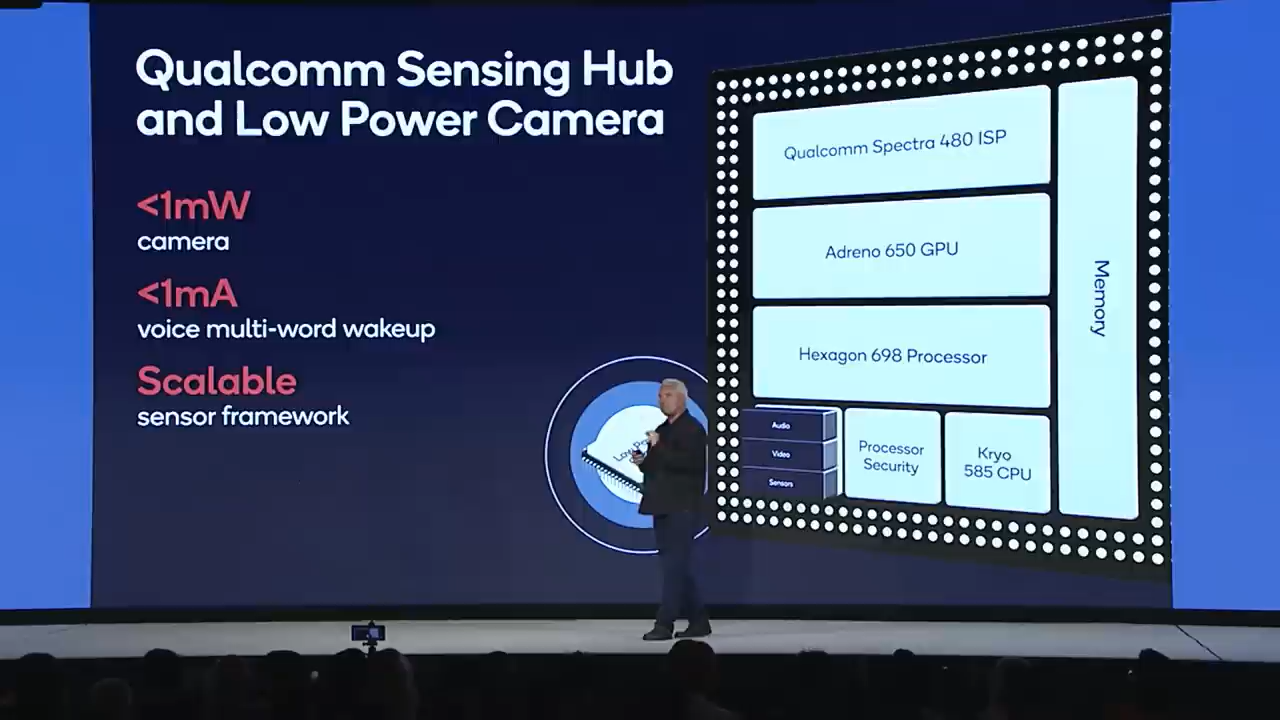 Qualcomm Sensing Hub
and Low Power Camera
<1mW
camera
<1mA
voice multi-word wakeup
Scalable
sensor framework
Qualcomm Spectra 480 ISP
Adreno 650 GPU
Hexagon 698 Processor
Audio
Video
Sensors
Processor
Security
Kryo
585 CPU
Memory